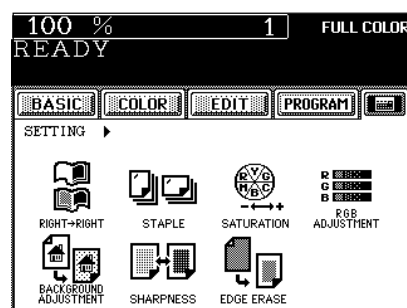 100 % 1 FULL COLOR
READY
BASIC COLOR EDIT PROGRAM
SETTING
R Y G
M B C
- +
R
G
B
RIGHT→RIGHT STAPLE SATURATION RGB ADJUSTMENT
BACKGROUND ADJUSTMENT SHARPNESS EDGE ERASE